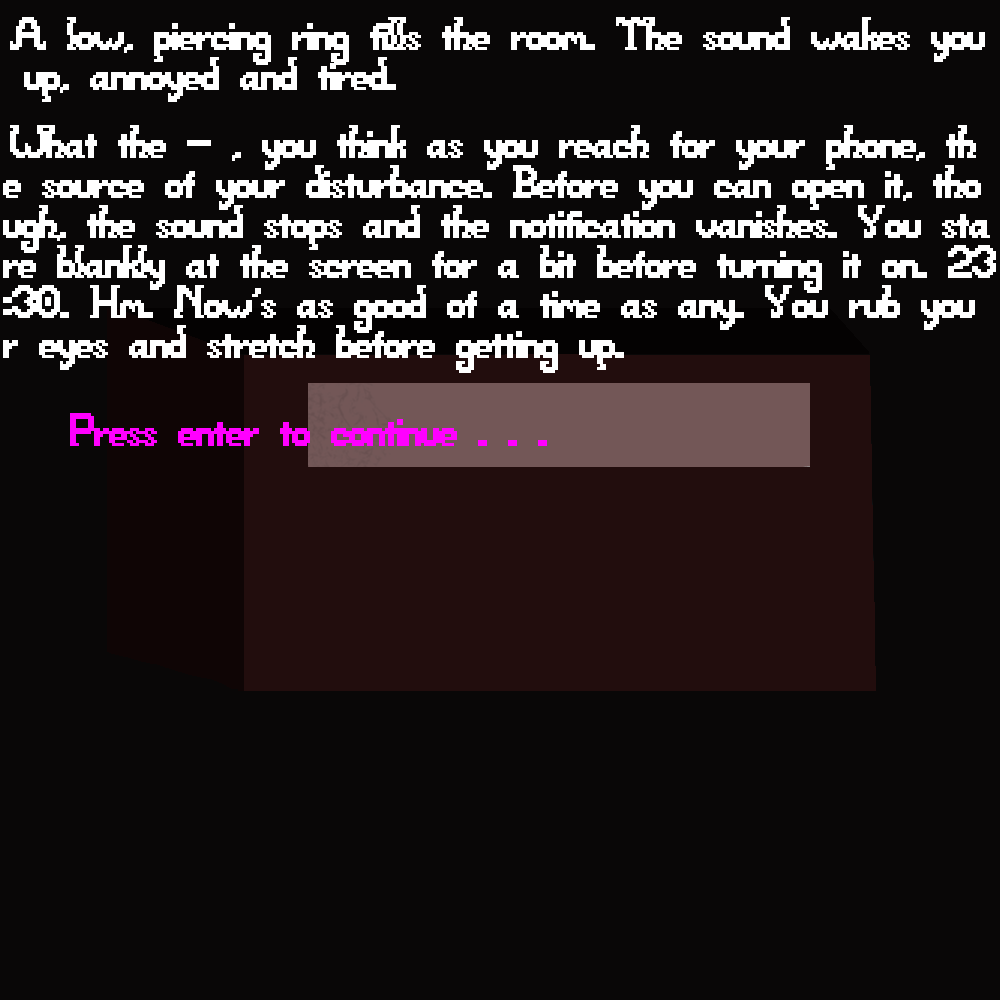 A low, piercing ring fills the room. The sound wakes you
up, annoyed and tired.
What the - , you think as you reach for your phone, th
e source of your disturbance. Before you can open it, tho
ugh, the sound stops and the notification vanishes. You sta
re blankly at the screen for a bit before turning it on. 23
:30. Hm. Now's as good of a time as any. You rub you
r eyes and stretch before getting up.
Press enter to continue . . .